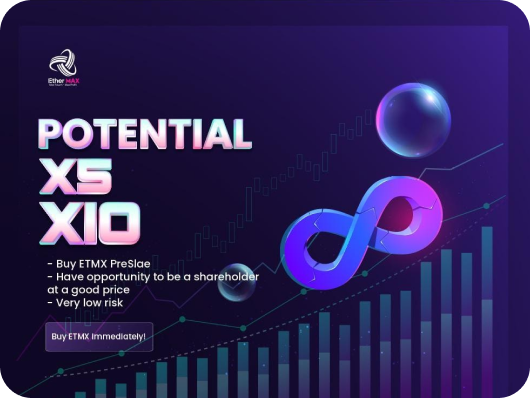 Ether MAX
POTENTIAL
X5
X10
- Buy ETMX PreSlae
- Have opportunity to be a shareholder
at a good price
- Very low risk
Buy ETMX Immediately!